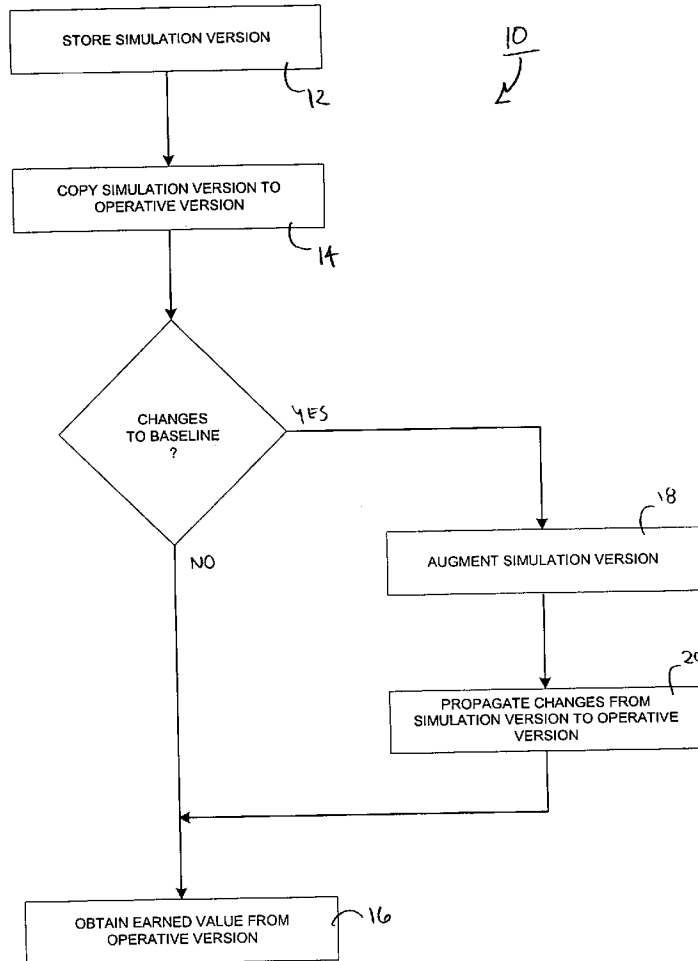 STORE SIMULATION VERSION
12
10
COPY SIMULATION VERSION TO
OPERATIVE VERSION
14
CHANGES
TO BASELINE
?
YES
NO
18
AUGMENT SIMULATION VERSION
20
PROPAGATE CHANGES FROM
SIMULATION VERSION TO OPERATIVE
VERSION
OBTAIN EARNED VALUE FROM
OPERATIVE VERSION
16